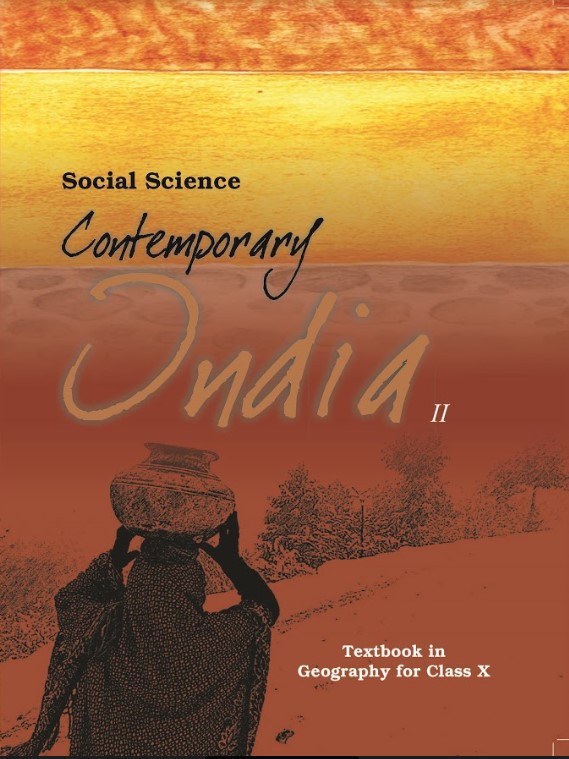 Social Science
Contemporary
India
II
Textbook in
Geography for Class X